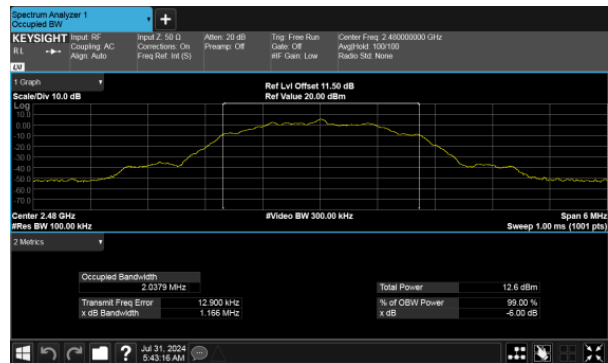 Spectrum Analyzer 1
Occupied BW
KEYSIGHT Input: RF Input Z: 50 Ω Atten: 20 dB Trig: Free Run Center Freq: 2.480000000 GHz
RL Coupling: AC Corrections: On Preamp: Off Gate: Off Avg|Hold: 100/100
Align: Auto Freq Ref: Int (S) #IF Gain: Low Radio Std: None
LXI
1 Graph
Ref Lvl Offset 11.50 dB
Scale/Div 10.0 dB Ref Value 20.00 dBm
Log
10.0
0.00
-10.0
-20.0
-30.0
-40.0
-50.0
-60.0
-70.0
Center 2.48 GHz #Video BW 300.00 kHz Span 6 MHz
#Res BW 100.00 kHz Sweep 1.00 ms (1001 pts)
2 Metrics
Occupied Bandwidth
2.0379 MHz Total Power 12.6 dBm
Transmit Freq Error 12.900 kHz % of OBW Power 99.00 %
x dB Bandwidth 1.166 MHz x dB -6.00 dB
Jul 31, 2024
5:43:16 AM